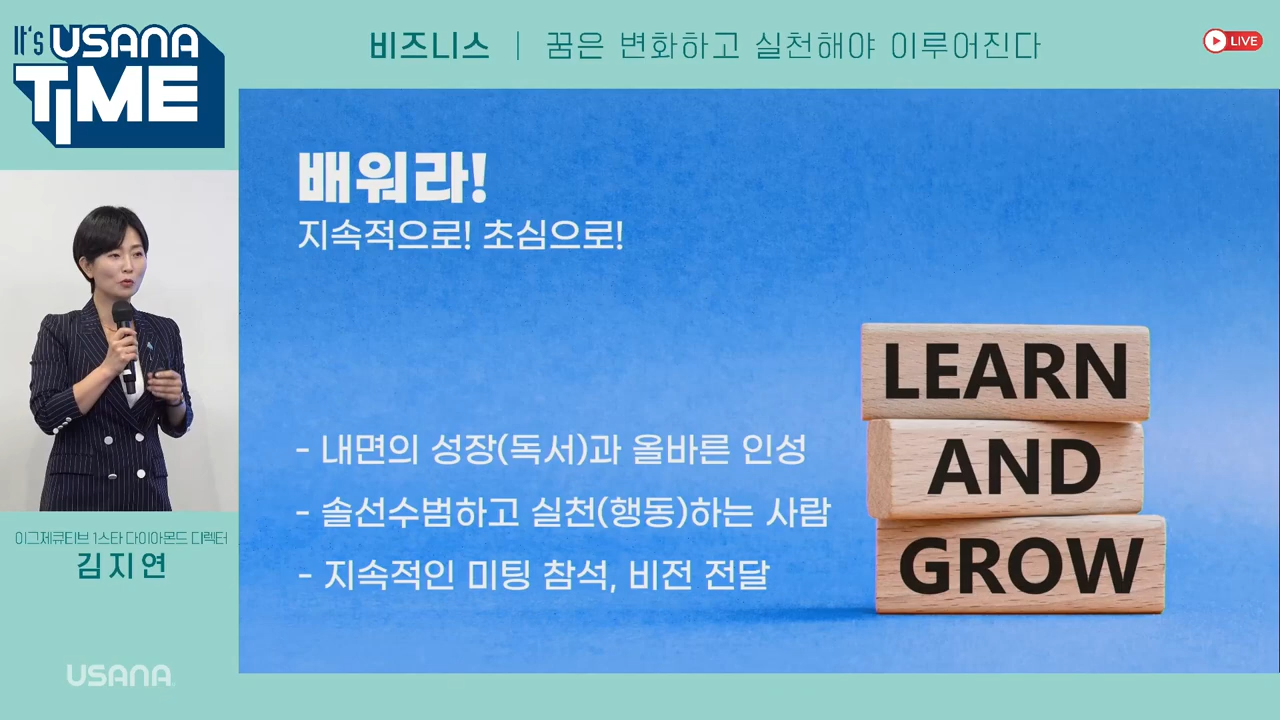 It's USANA
TIME
비즈니스 | 꿈은 변화하고 실천해야 이루어진다
LIVE
배워라!
지속적으로! 초심으로!
- 내면의 성장(독서)과 올바른 인성
- 솔선수범하고 실천(행동)하는 사람
- 지속적인 미팅 참석, 비전 전달
LEARN
AND
GROW
이그제큐티브 1스타 다이아몬드 디렉터
김지연
USANA